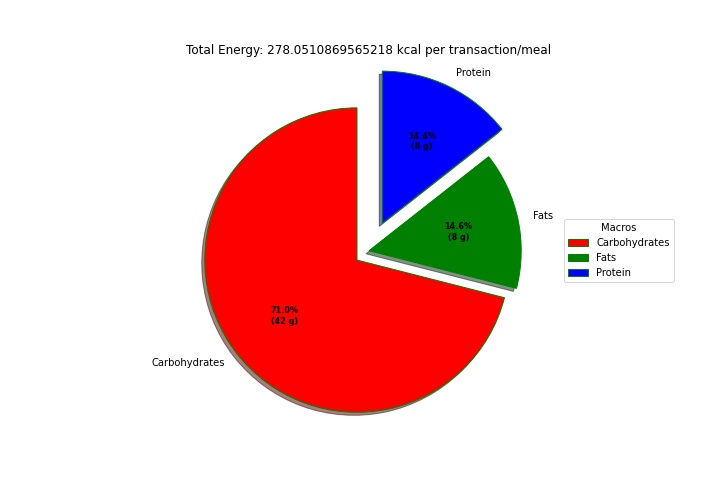 Total Energy: 278.0510869565218 kcal per transaction/meal
Protein
14.4%
(8 g)
Fats
14.6%
(8 g)
Macros
Carbohydrates
Fats
Protein
71.0%
(42 g)
Carbohydrates